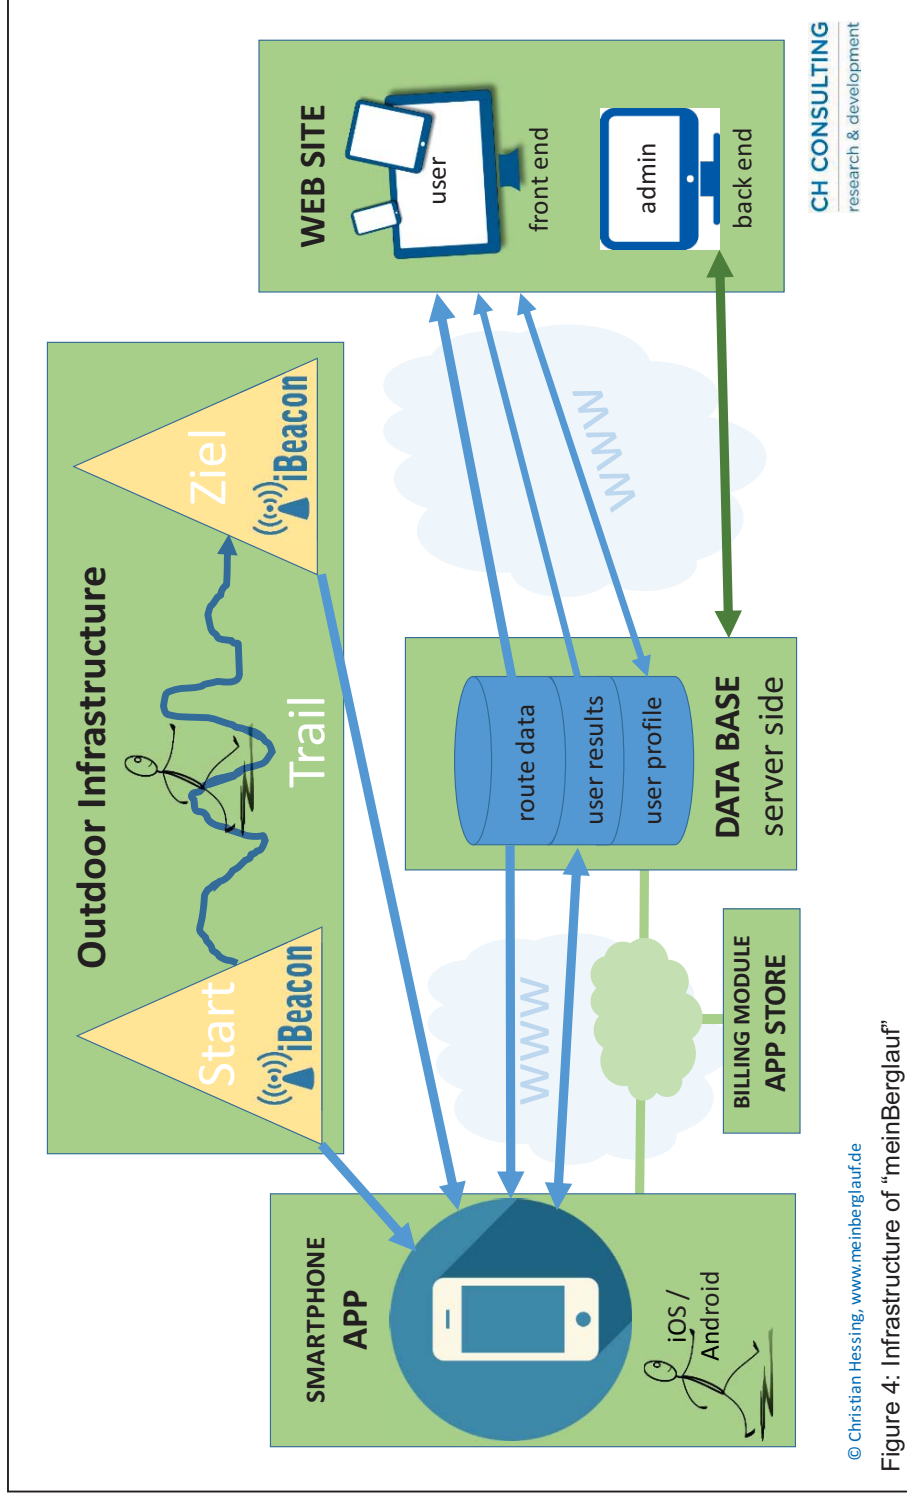 Outdoor Infrastructure
Start
iBeacon
Trail
Ziel
iBeacon
SMARTPHONE
APP
iOS /
Android
www
BILLING MODULE
APP STORE
route data
user results
user profile
DATA BASE
server side
www
WEB SITE
user
front end
admin
back end
© Christian Hessing, www.meinberglauf.de
CH CONSULTING
research & development
Figure 4: Infrastructure of “meinBerglauf”